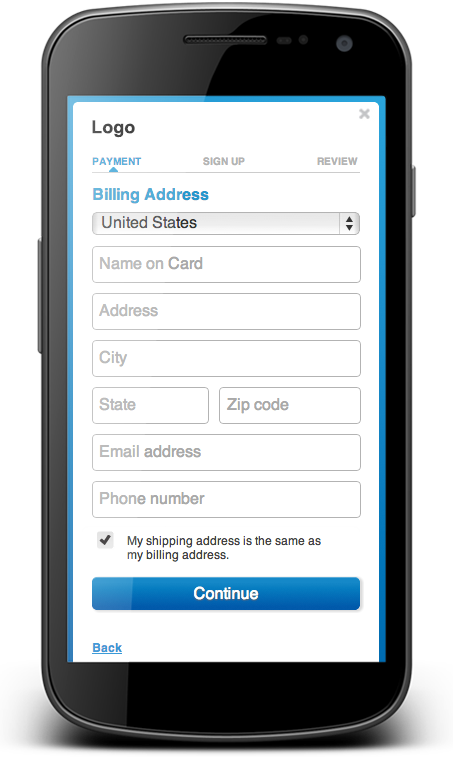 Logo
PAYMENT SIGN UP REVIEW
Billing Address
United States
Name on Card
Address
City
State Zip code
Email address
Phone number
My shipping address is the same as
my billing address.
Continue
Back